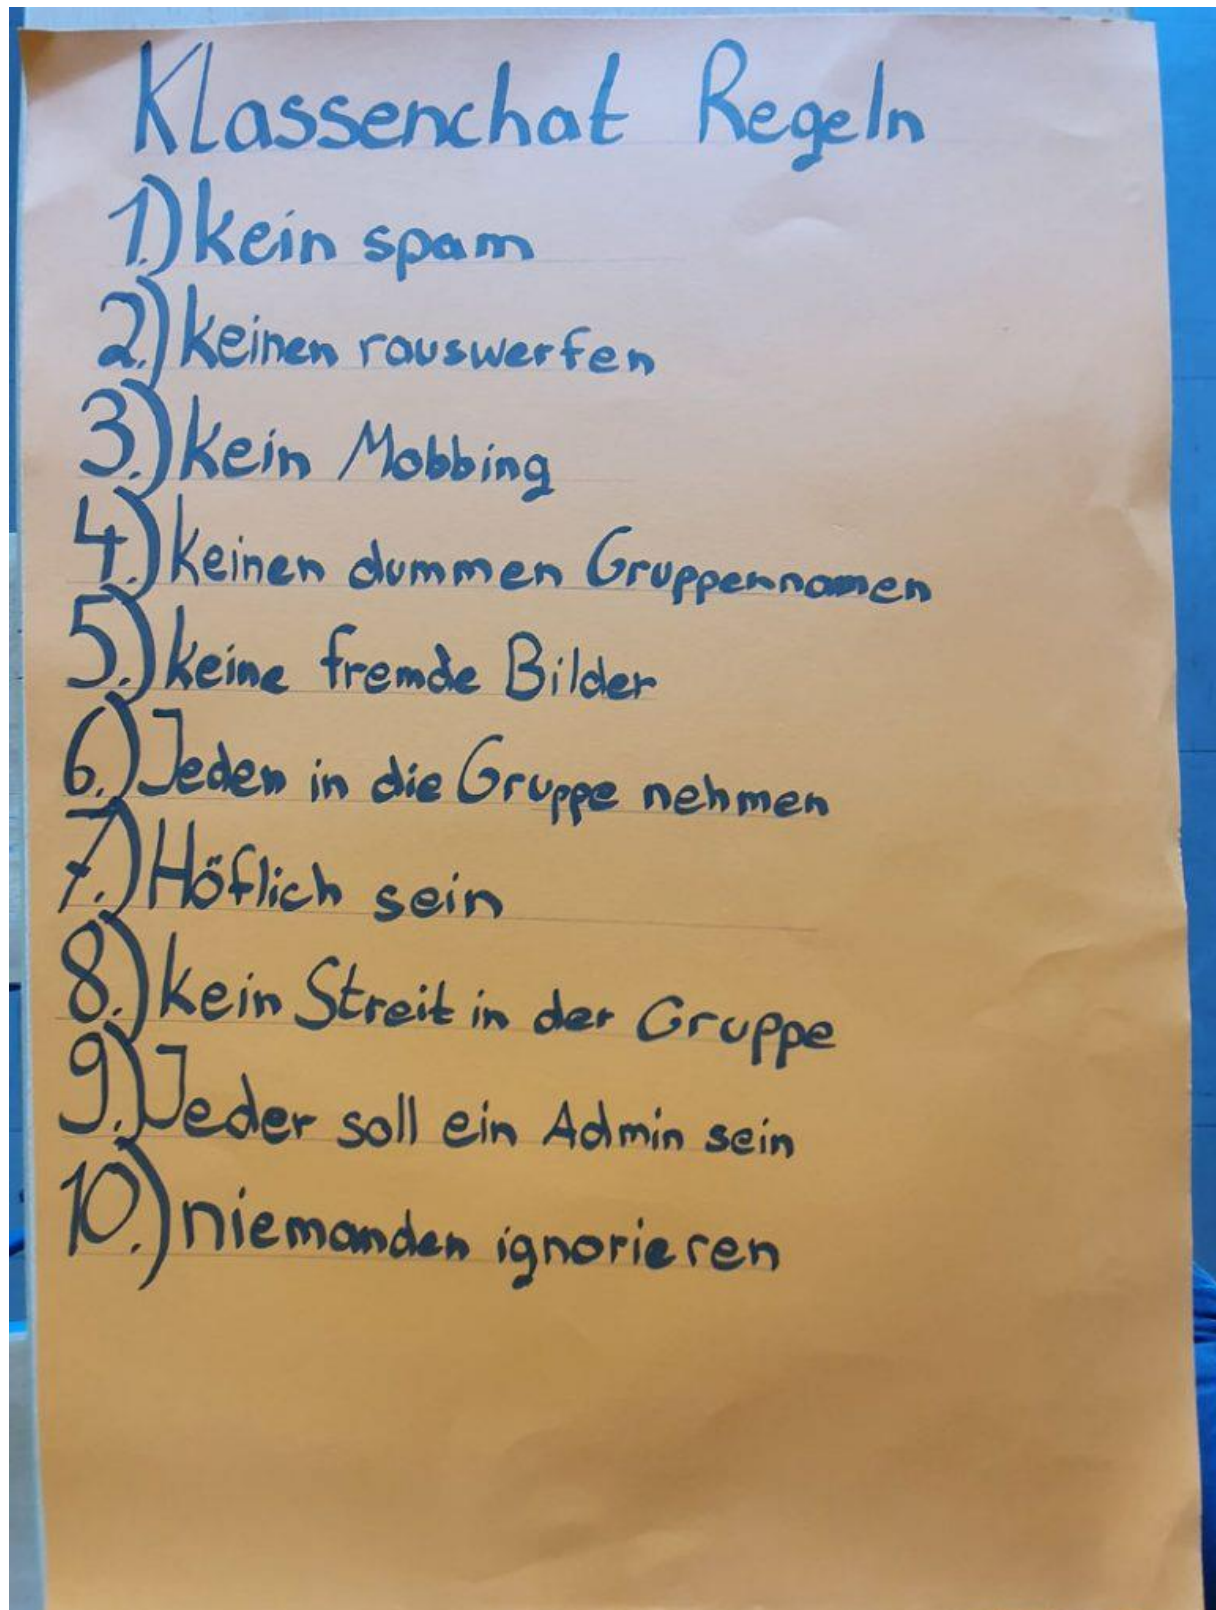 Klassenchat Regeln
1.) kein spam
2.) keinen rauswerfen
3.) kein Mobbing
4.) keinen dummen Gruppennamen
5.) keine fremde Bilder
6.) Jeden in die Gruppe nehmen
7.) Höflich sein
8.) kein Streit in der Gruppe
9.) Jeder soll ein Admin sein
10.) niemanden ignorieren